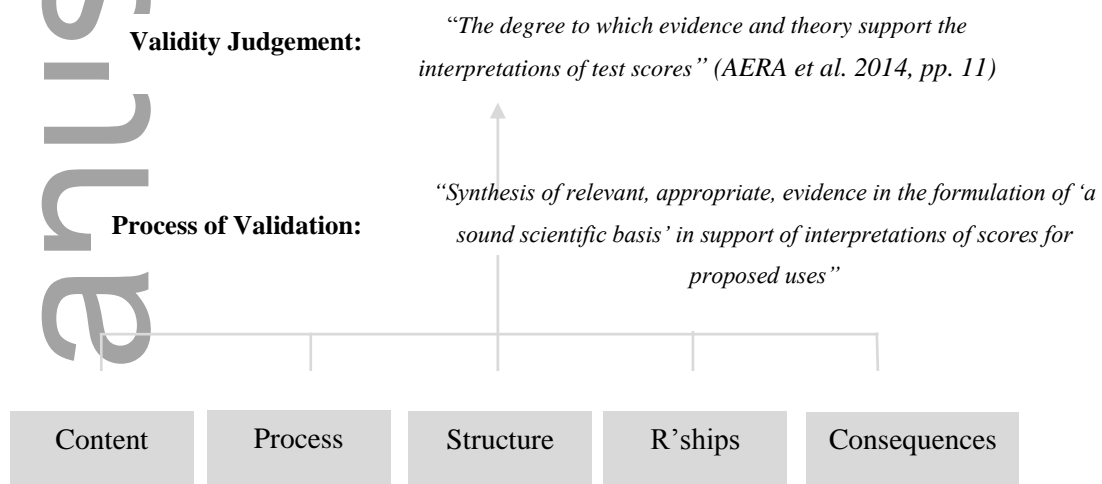 Validity Judgement:
“The degree to which evidence and theory support the
interpretations of test scores” (AERA et al. 2014, pp. 11)
Process of Validation:
“Synthesis of relevant, appropriate, evidence in the formulation of ‘a
sound scientific basis’ in support of interpretations of scores for
proposed uses”
Content Process Structure R’ships Consequences
anus